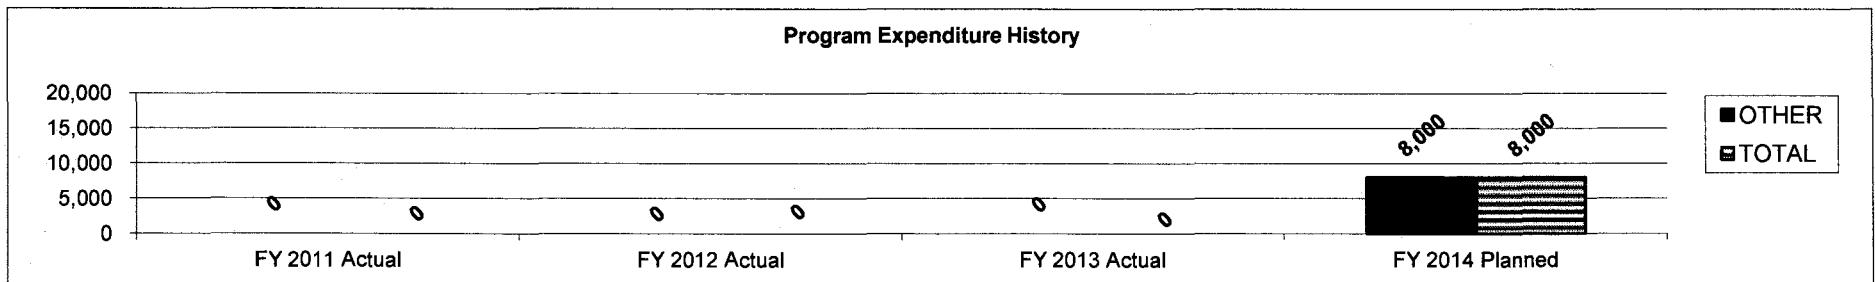 Program Expenditure History
20,000
15,000
10,000
5,000
0
0 0 0 0 0 0 8,000 8,000
FY 2011 Actual FY 2012 Actual FY 2013 Actual FY 2014 Planned
OTHER
TOTAL